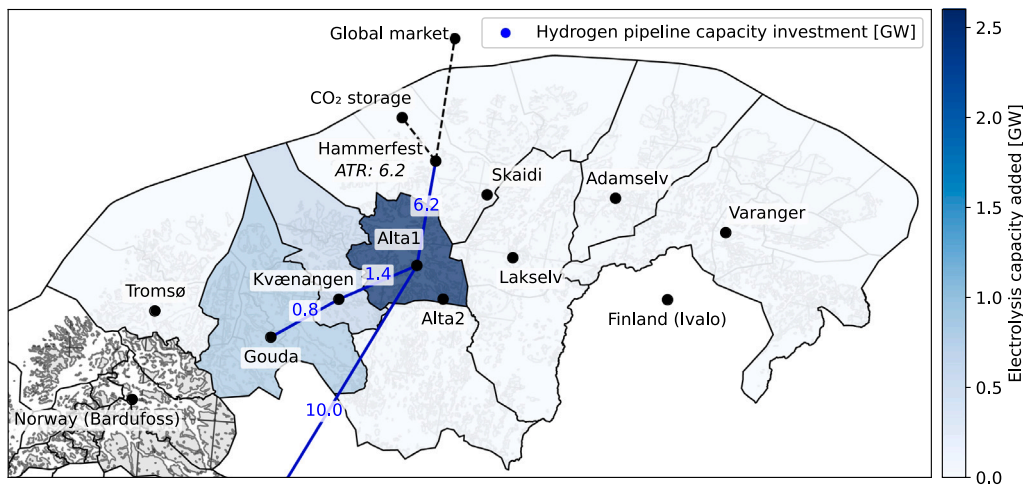 Global market
Hydrogen pipeline capacity investment [GW]
CO₂ storage
Hammerfest
ATR: 6.2
Skaidi
Adamselv
Varanger
6.2
Alta1
Lakselv
Kvænangen
1.4
Tromsø
0.8
Alta2
Finland (Ivalo)
Gouda
10.0
Norway (Bardufoss)
2.5
2.0
1.5
1.0
0.5
0.0
Electrolysis capacity added [GW]